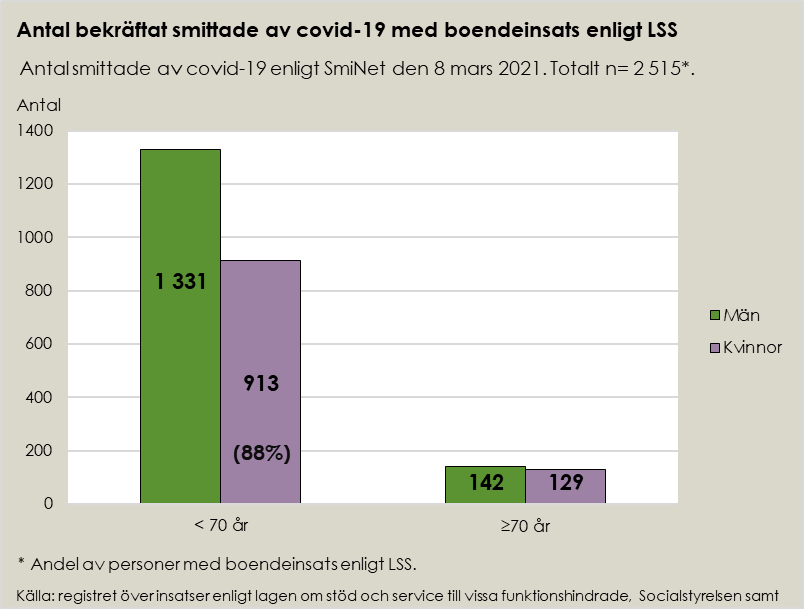 Antal bekräftat smittade av covid-19 med boendeinsats enligt LSS
Antal smittade av covid-19 enligt SmiNet den 8 mars 2021. Totalt n= 2 515*.
Antal
1400
1200
1000
800
600
400
200
0
1 331
913
(88%)
142
129
< 70 år
≥70 år
Män
Kvinnor
* Andel av personer med boendeinsats enligt LSS.
Källa: registret över insatser enligt lagen om stöd och service till vissa funktionshindrade, Socialstyrelsen samt